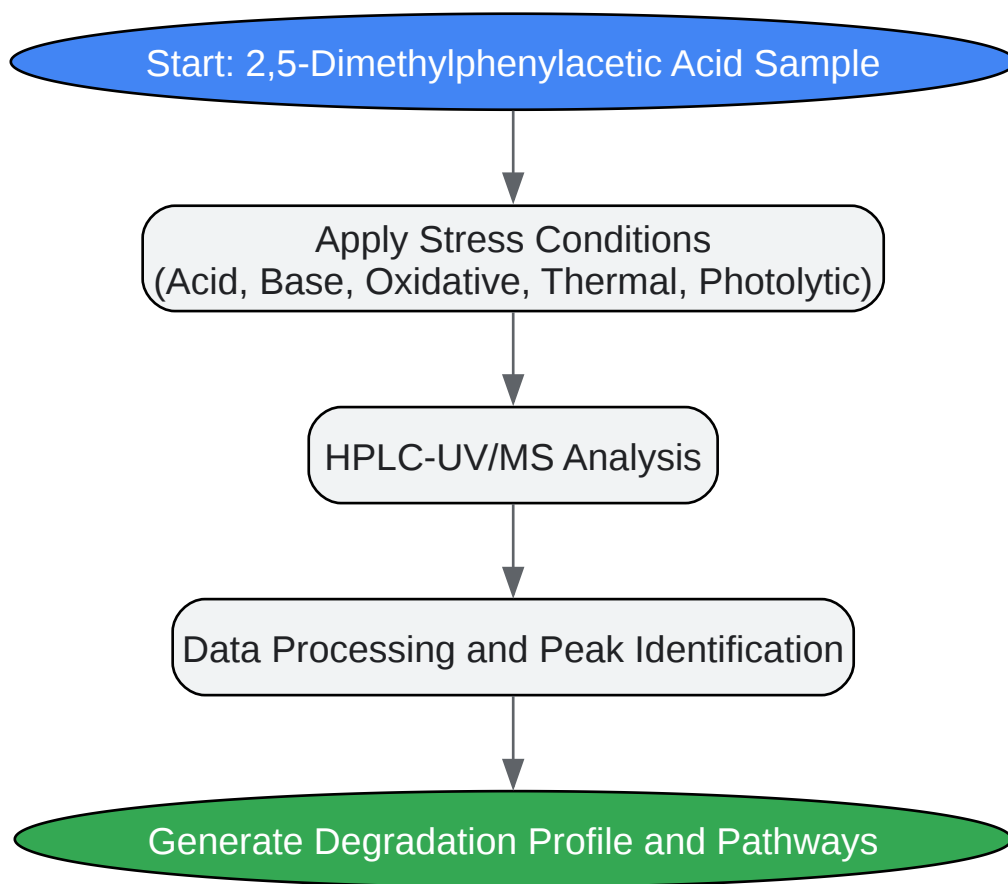 Start: 2,5-Dimethylphenylacetic Acid Sample
Apply Stress Conditions
(Acid, Base, Oxidative, Thermal, Photolytic)
HPLC-UV/MS Analysis
Data Processing and Peak Identification
Generate Degradation Profile and Pathways